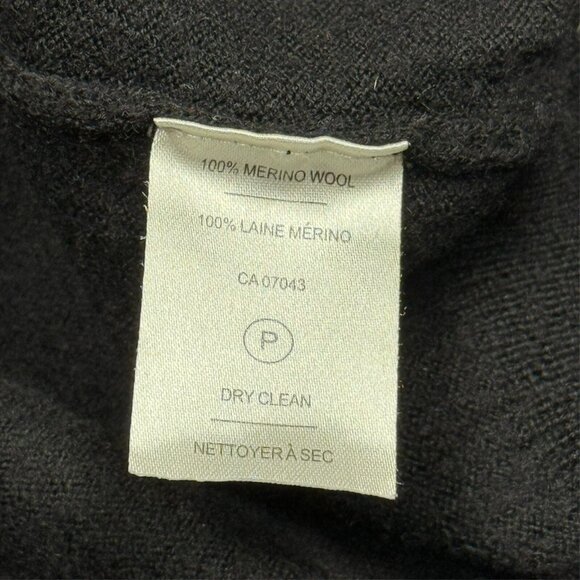 100% MERINO WOOL
100% LAINE MÉRINO
CA 07043
P
DRY CLEAN
NETTOYER À SEC